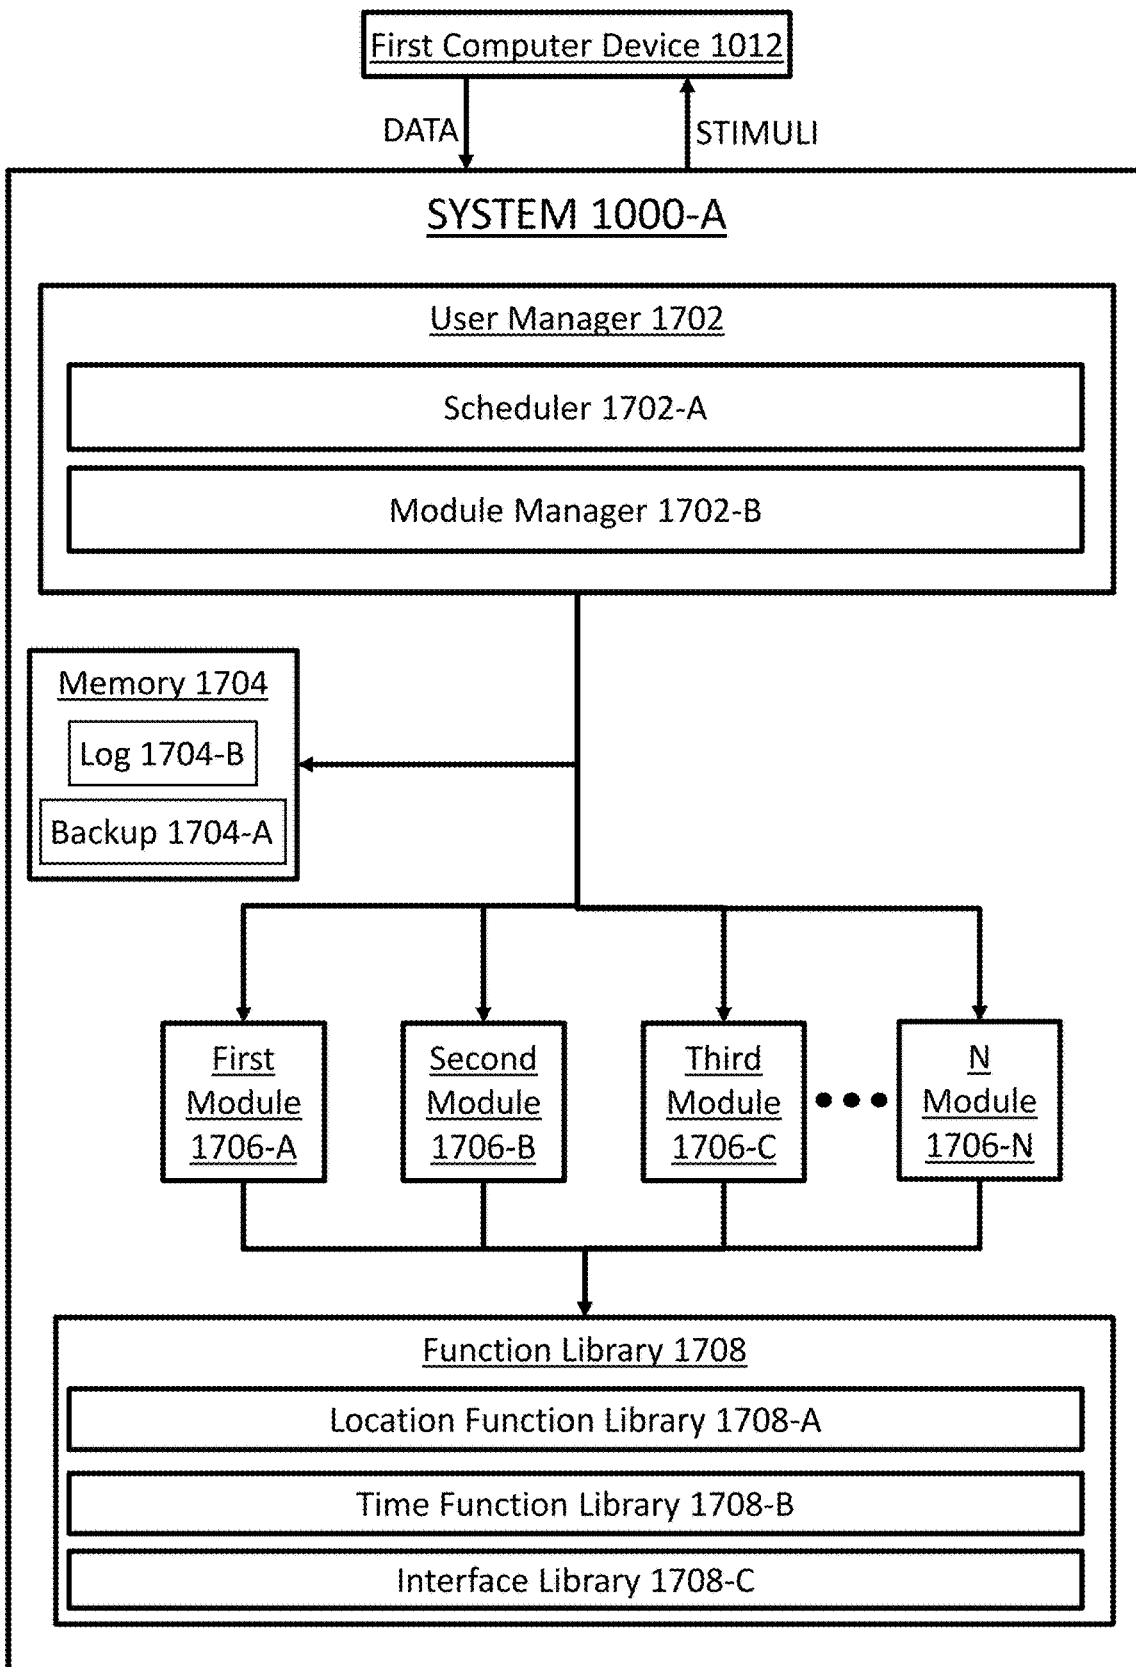 First Computer Device 1012
DATA
STIMULI
SYSTEM 1000-A
User Manager 1702
Scheduler 1702-A
Module Manager 1702-B
Memory 1704
Log 1704-B
Backup 1704-A
First
Module
1706-A
Second
Module
1706-B
Third
Module
1706-C
N
Module
1706-N
Function Library 1708
Location Function Library 1708-A
Time Function Library 1708-B
Interface Library 1708-C